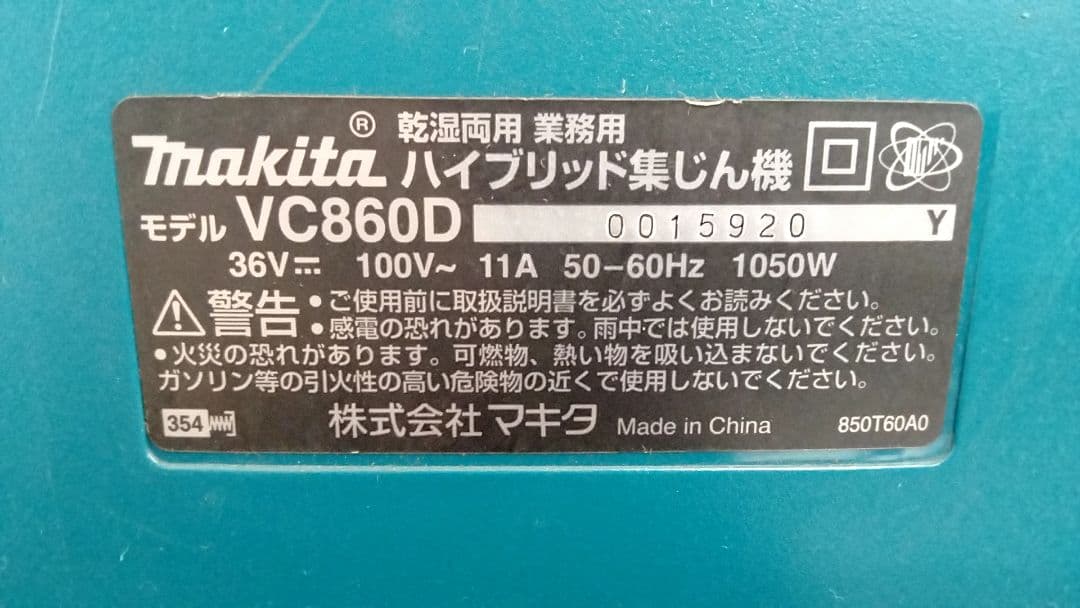 makita® 乾湿両用 業務用
ハイブリッド集じん機
モデル VC860D 0015920 Y
36V⎓ 100V~ 11A 50-60Hz 1050W
⚠警告 •ご使用前に取扱説明書を必ずよくお読みください。
•感電の恐れがあります。雨中では使用しないでください。
•火災の恐れがあります。可燃物、熱い物を吸い込まないでください。
ガソリン等の引火性の高い危険物の近くで使用しないでください。
354 株式会社 マキタ Made in China 850T60A0